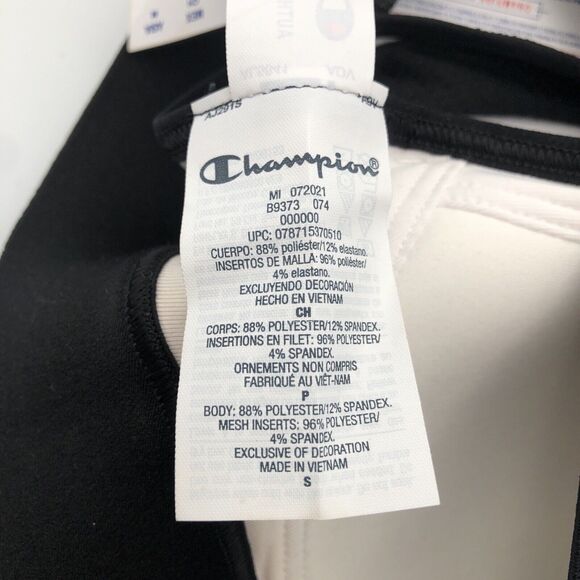 Champion®
MI 072021
B9373 074
000000
UPC: 078715370510
CUERPO: 88% poliéster/12% elastano.
INSERTOS DE MALLA: 96% poliéster/
4% elastano.
EXCLUYENDO DECORACIÓN
HECHO EN VIETNAM
CH
CORPS: 88% POLYESTER/12% SPANDEX.
INSERTIONS EN FILET: 96% POLYESTER/
4% SPANDEX.
ORNEMENTS NON COMPRIS
FABRIQUÉ AU VIÊT-NAM
P
BODY: 88% POLYESTER/12% SPANDEX.
MESH INSERTS: 96% POLYESTER/
4% SPANDEX.
EXCLUSIVE OF DECORATION
MADE IN VIETNAM
S